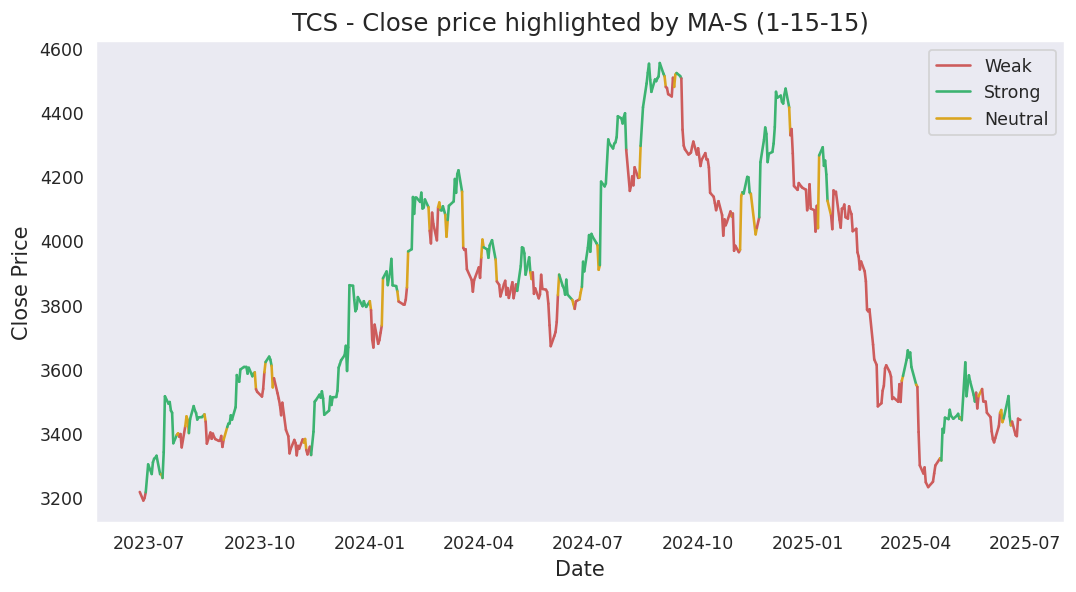 TCS - Close price highlighted by MA-S (1-15-15)
Weak
Strong
Neutral
Close Price
4600
4400
4200
4000
3800
3600
3400
3200
2023-07 2023-10 2024-01 2024-04 2024-07 2024-10 2025-01 2025-04 2025-07
Date